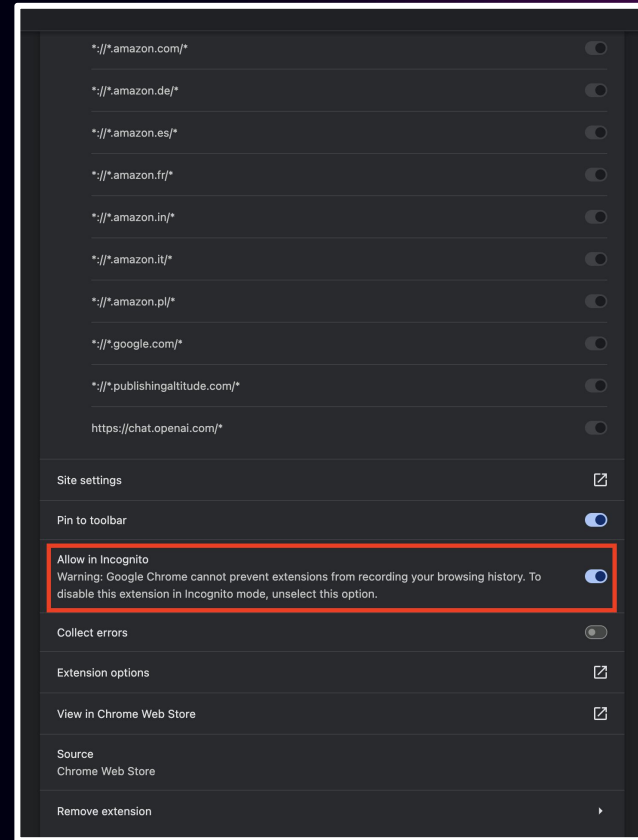 *://*.amazon.com/*
*://*.amazon.de/*
*://*.amazon.es/*
*://*.amazon.fr/*
*://*.amazon.in/*
*://*.amazon.it/*
*://*.amazon.pl/*
*://*.google.com/*
*://*.publishingaltitude.com/*
https://chat.openai.com/*
Site settings
Pin to toolbar
Allow in Incognito
Warning: Google Chrome cannot prevent extensions from recording your browsing history. To
disable this extension in Incognito mode, unselect this option.
Collect errors
Extension options
View in Chrome Web Store
Source
Chrome Web Store
Remove extension